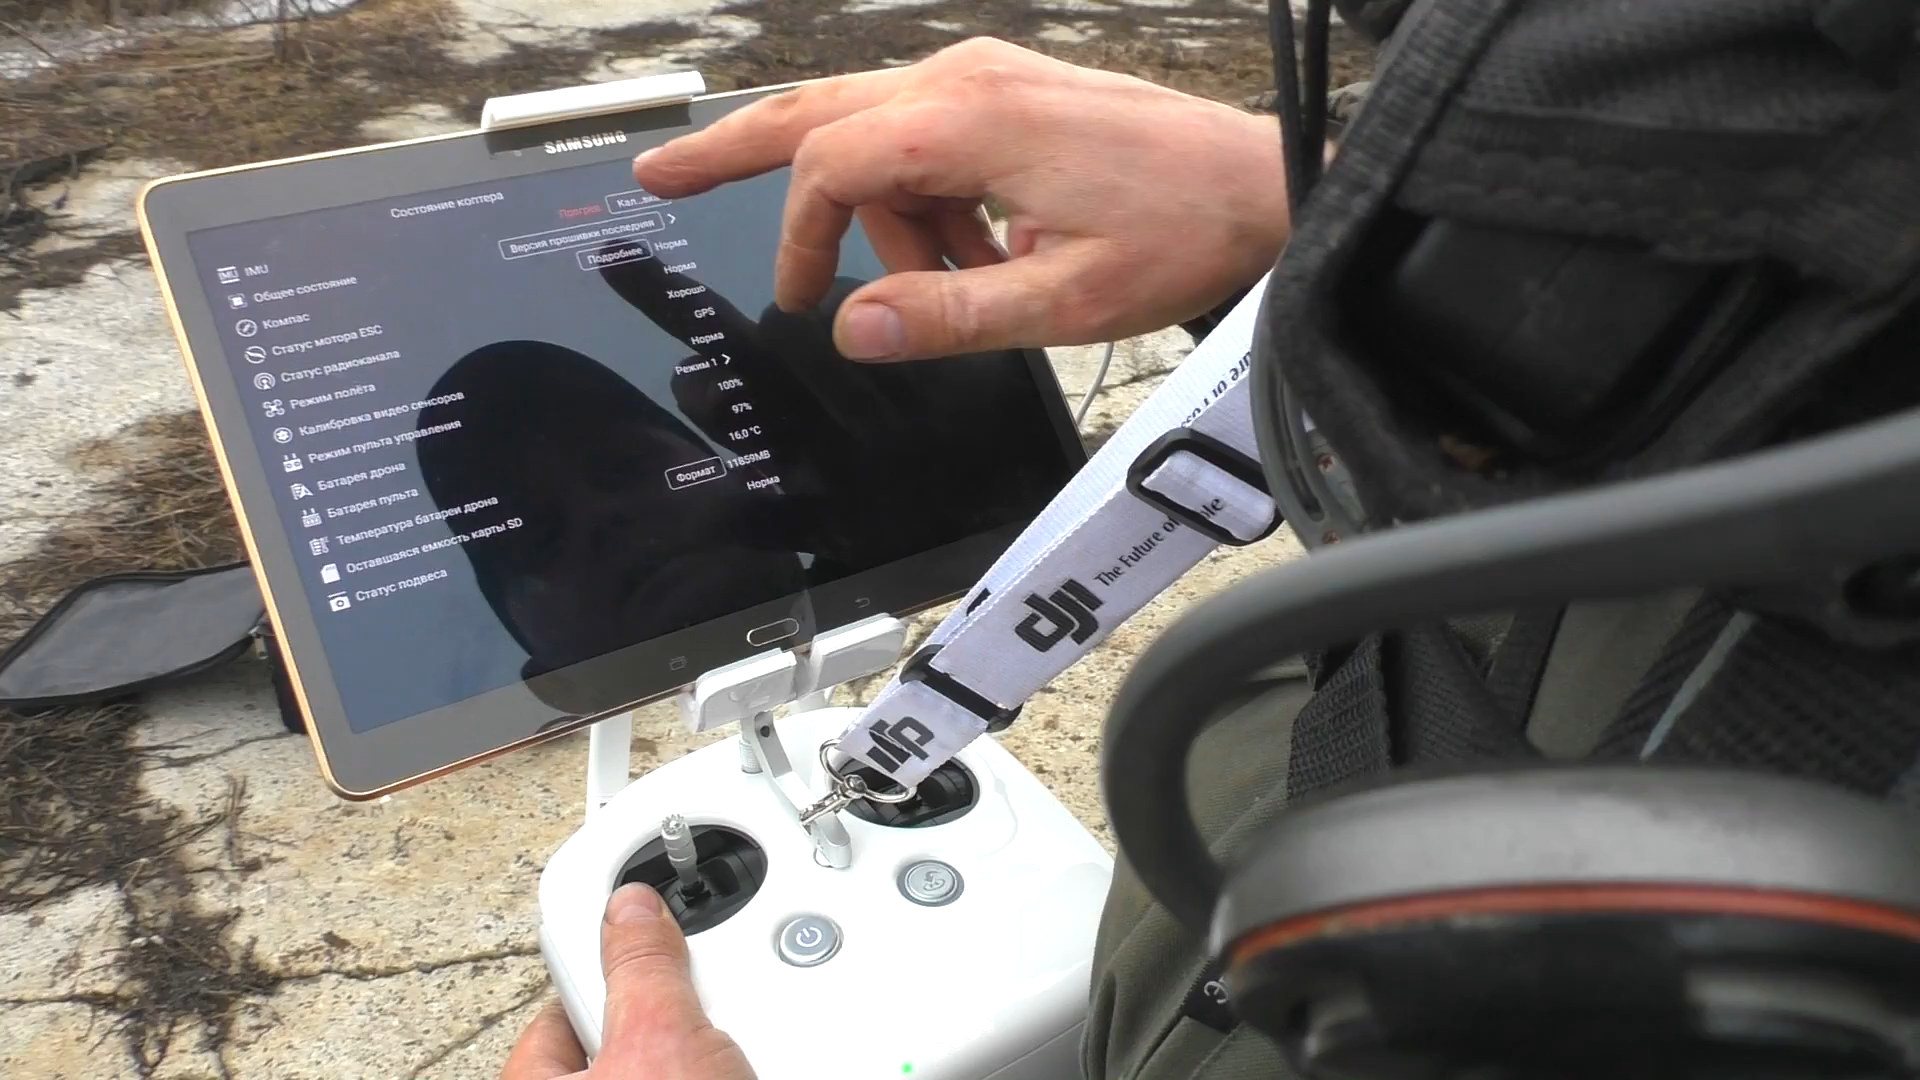 SAMSUNG
Состояние коптера
IMU
Прогрев
Общее состояние
Версия прошивки последняя
Компас
Подробнее
Норма
Статус мотора ESC
Норма
Статус радиоканала
Хорошо
Режим полёта
GPS
Калибровка видео сенсоров
Норма
Режим пульта управления
Режим 1
Батарея дрона
100%
Батарея пульта
97%
Температура батареи дрона
16,0 °C
Оставшаяся емкость карты SD
Формат
11859MB
Статус подвеса
Норма
dji
The Future of
dji